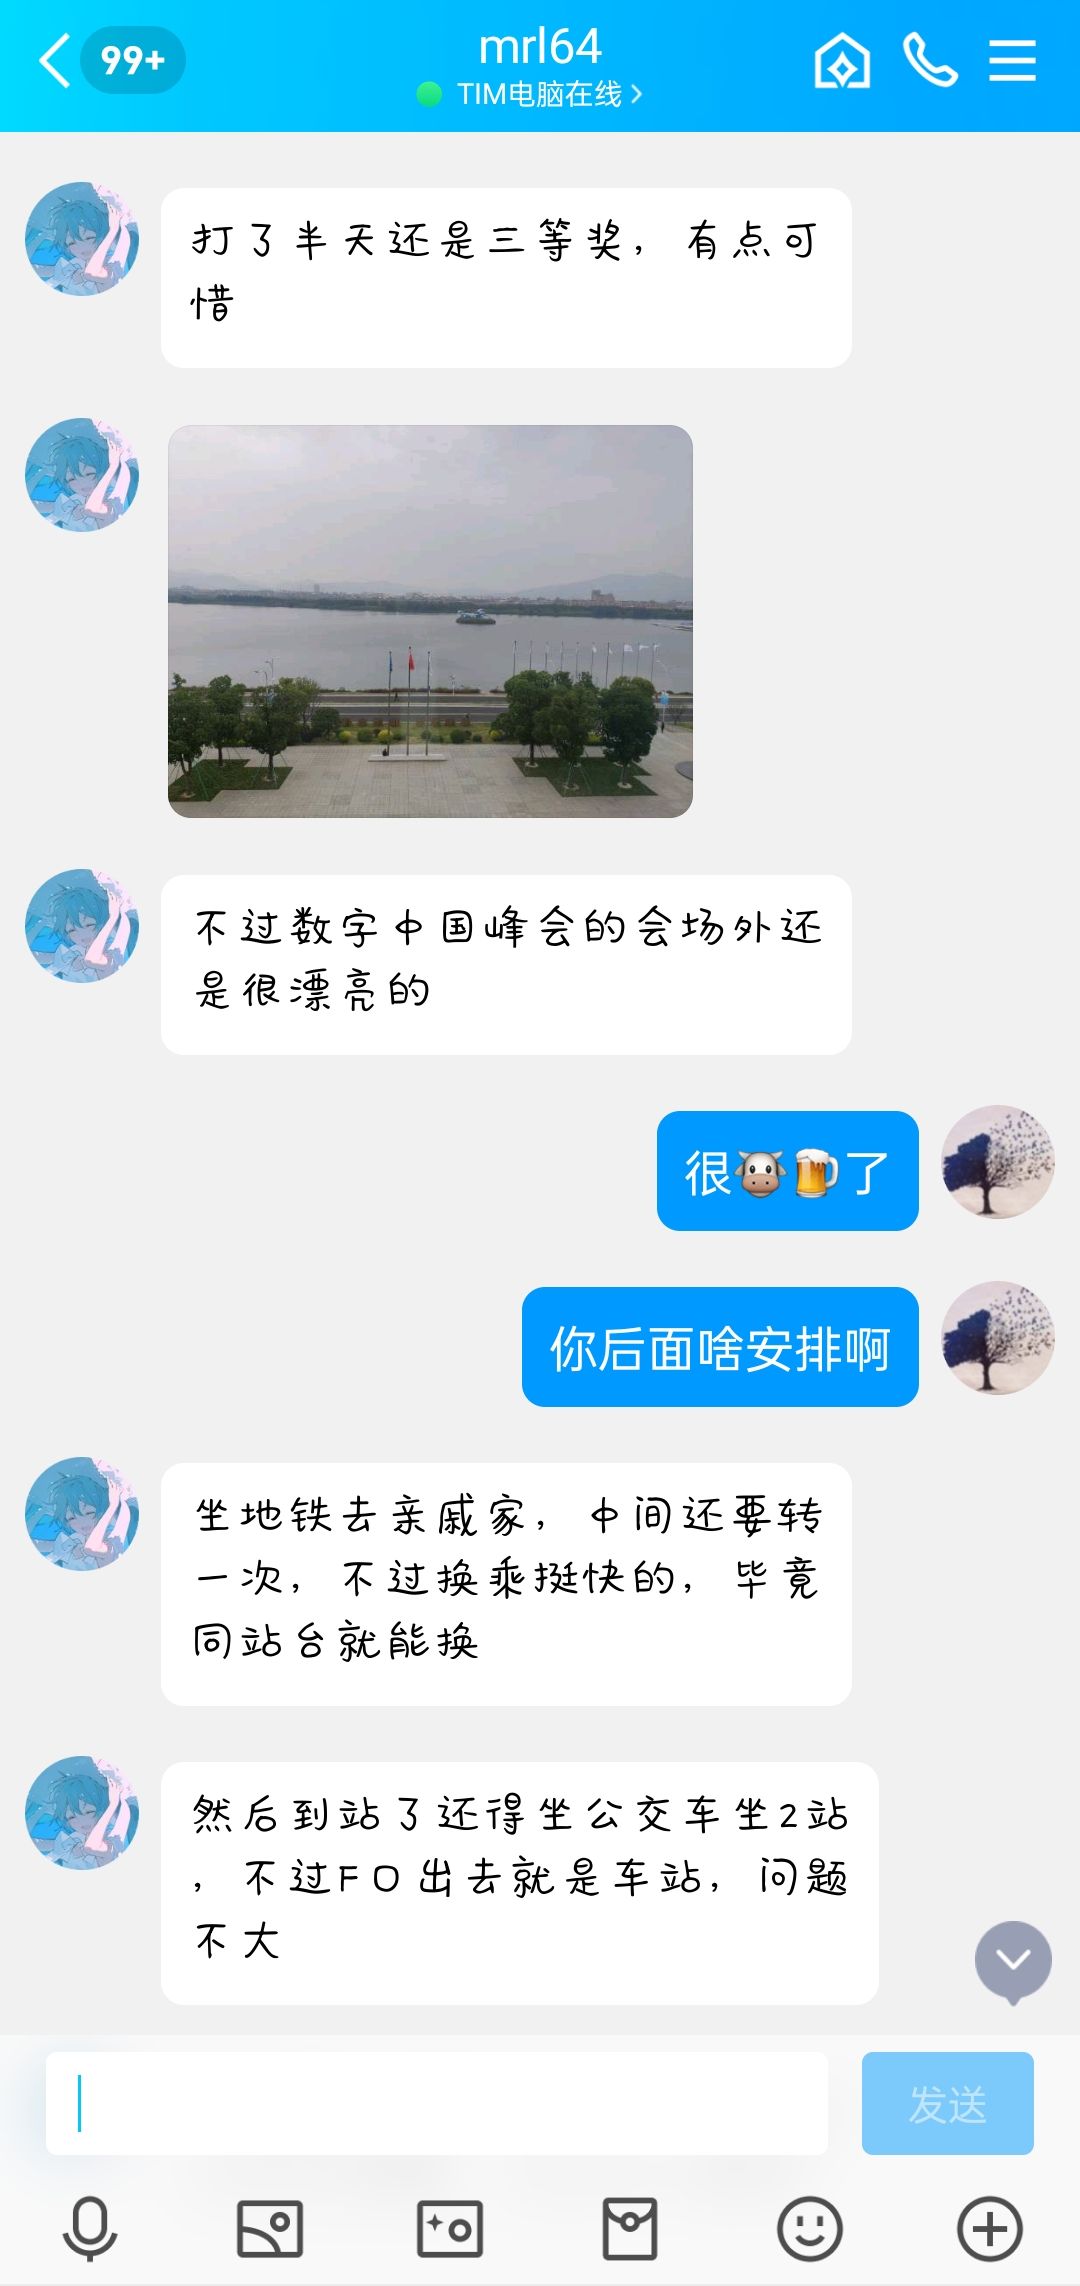 99+
mrl64
TIM电脑在线
打了半天还是三等奖，有点可
惜
不过数字中国峰会的会场外还
是很漂亮的
很🐮🍺了
你后面啥安排啊
坐地铁去亲戚家，中间还要转
一次，不过换乘挺快的，毕竟
同站台就能换
然后到站了还得坐公交车坐2站
，不过FO出去就是车站，问题
不大
发送